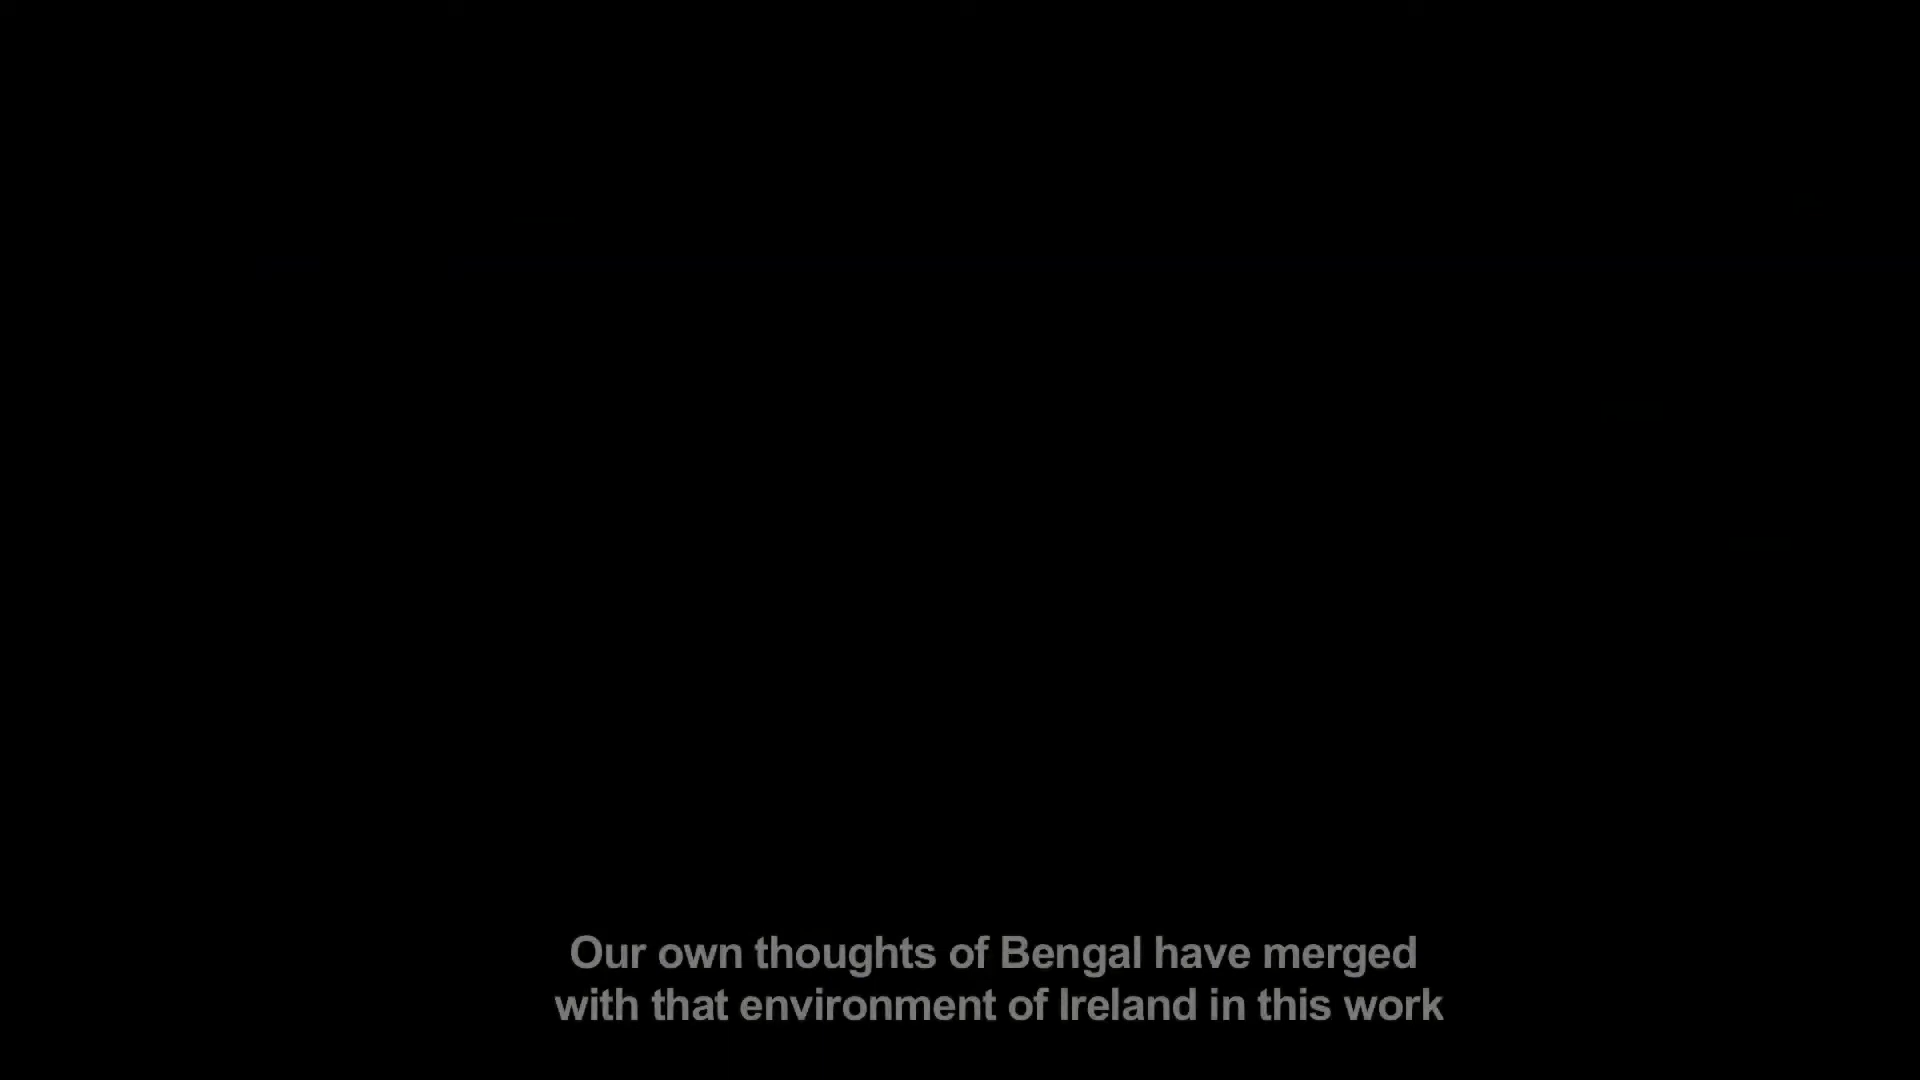 Our own thoughts of Bengal have merged
with that environment of Ireland in this work